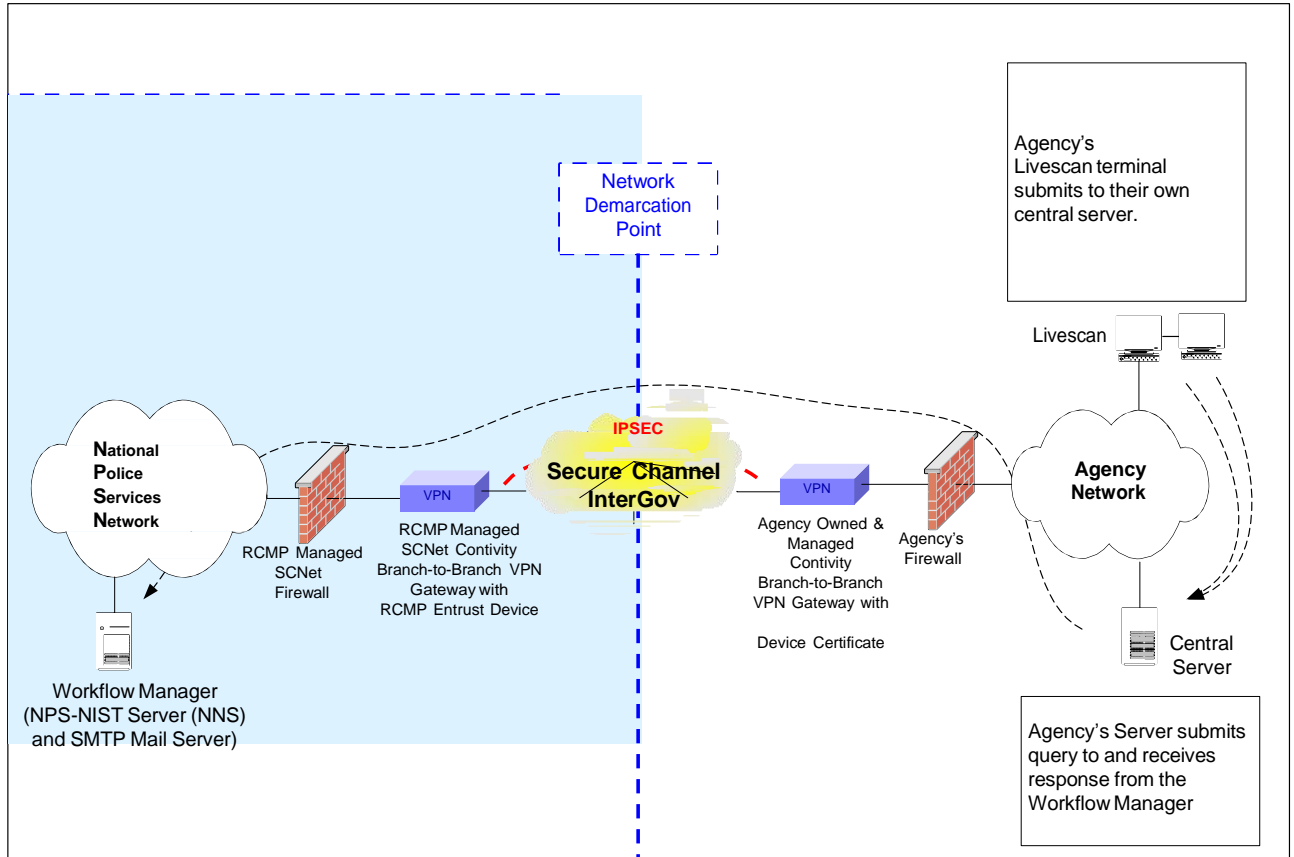 Agency's
Livescan terminal
submits to their own
central server.
Network
Demarcation
Point
Livescan
IPSEC
Secure Channel
InterGov
National
Police
Services
Network
VPN
VPN
Agency
Network
RCMP Managed
SCNet
Firewall
RCMP Managed
SCNet Contivity
Branch-to-Branch VPN
Gateway with
RCMP Entrust Device
Agency Owned &
Managed
Contivity
Branch-to-Branch
VPN Gateway with
Device Certificate
Agency's
Firewall
Central
Server
Workflow Manager
(NPS-NIST Server (NNS)
and SMTP Mail Server)
Agency's Server submits
query to and receives
response from the
Workflow Manager